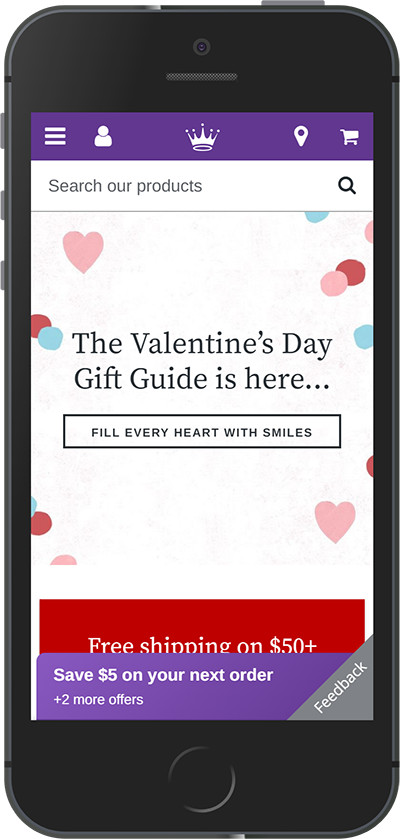 Search our products
The Valentine’s Day
Gift Guide is here...
FILL EVERY HEART WITH SMILES
Free shipping on $50+
Save $5 on your next order
+2 more offers
Feedback